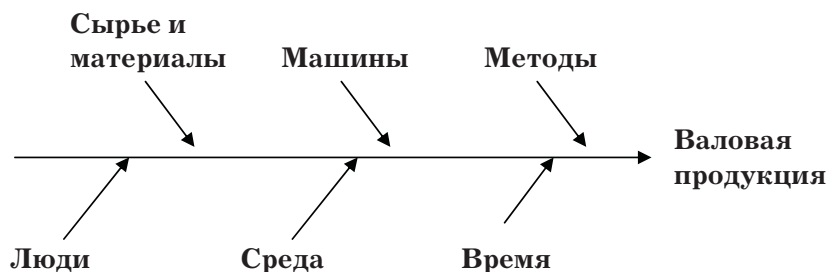 Сырье и
материалы
Машины
Методы
Валовая
продукция
Люди
Среда
Время